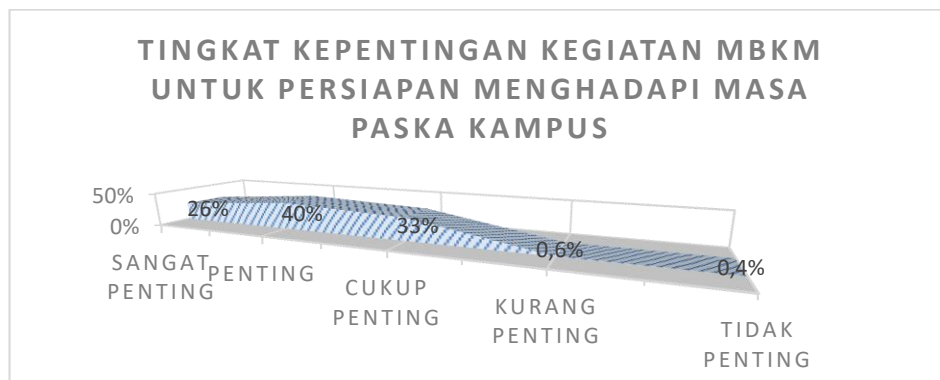 TINGKAT KEPENTINGAN KEGIATAN MBKM
UNTUK PERSIAPAN MENGHADAPI MASA
PASKA KAMPUS
50%
0%
26%
40%
33%
0,6%
0,4%
SANGAT
PENTING
PENTING
CUKUP
PENTING
KURANG
PENTING
TIDAK
PENTING